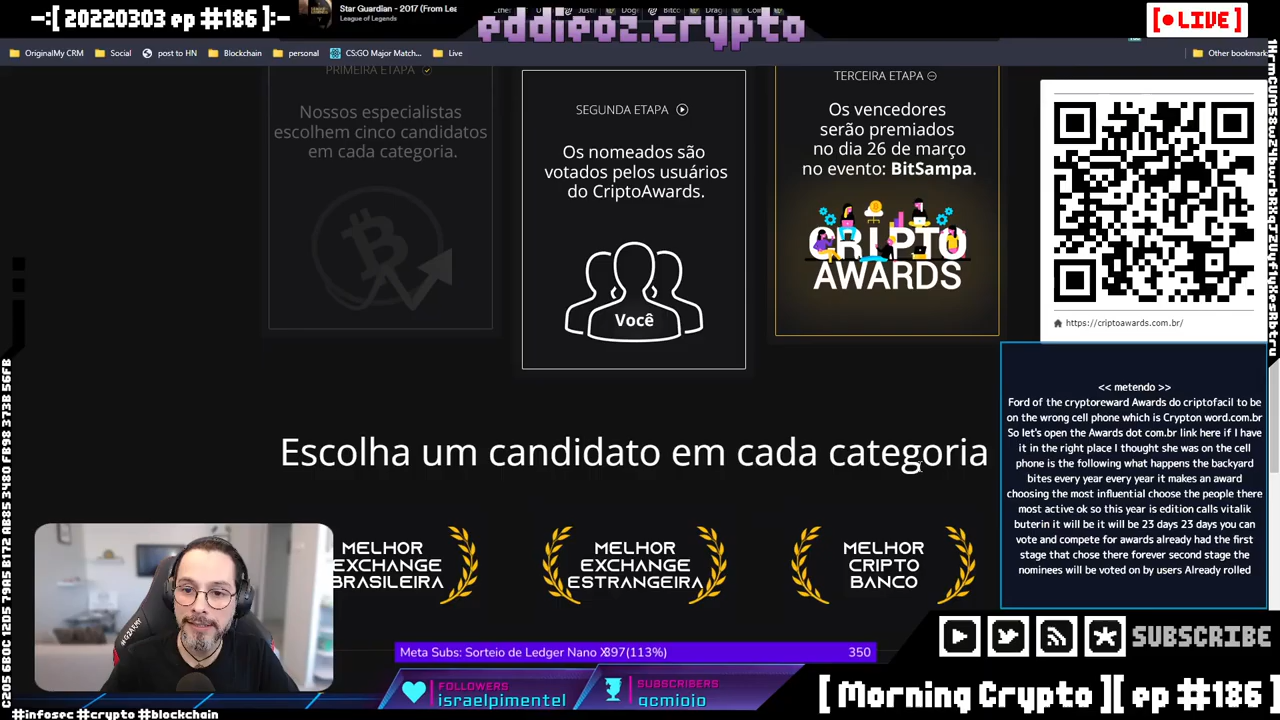 -:[ 20220303 ep #186 ]:-
Star Guardian - 2017 (From Lea
League of Legends
eddieoz.crypto
[• LIVE]
OriginalMy CRM
Social
post to HN
Blockchain
personal
CS:GO Major Match...
Live
Other bookmark
PRIMEIRA ETAPA
Nossos especialistas
escolhem cinco candidatos
em cada categoria.
SEGUNDA ETAPA
Os nomeados são
votados pelos usuários
do CriptoAwards.
Você
TERCEIRA ETAPA
Os vencedores
serão premiados
no dia 26 de março
no evento: BitSampa.
CRIPTO
AWARDS
https://criptoawards.com.br/
<< metendo >>
Ford of the cryptoreward Awards do criptofacil to be
on the wrong cell phone which is Crypton word.com.br
So let's open the Awards dot com.br link here if I have
it in the right place I thought she was on the cell
phone is the following what happens the backyard
bites every year every year it makes an award
choosing the most influential choose the people there
most active ok so this year is edition calls vitalik
buterin it will be it will be 23 days 23 days you can
vote and compete for awards already had the first
stage that chose there forever second stage the
nominees will be voted on by users Already rolled
Escolha um candidato em cada categoria
MELHOR
EXCHANGE
BRASILEIRA
MELHOR
EXCHANGE
ESTRANGEIRA
MELHOR
CRIPTO
BANCO
Meta Subs: Sorteio de Ledger Nano X
397(113%)
350
FOLLOWERS
israelpimentel
SUBSCRIBERS
gcmiojo
SUBSCRIBE
[ Morning Crypto ][ ep #186 ]
#infosec #crypto #blockchain